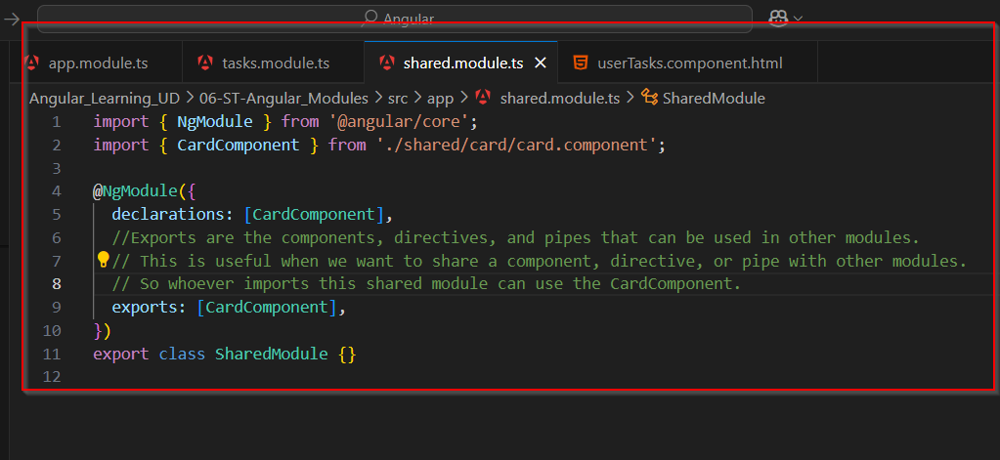 Angular
app.module.ts tasks.module.ts shared.module.ts userTasks.component.html
Angular_Learning_UD > 06-ST-Angular_Modules > src > app > shared.module.ts > SharedModule
1 import { NgModule } from '@angular/core';
2 import { CardComponent } from './shared/card/card.component';
3
4 @NgModule({
5 declarations: [CardComponent],
6 //Exports are the components, directives, and pipes that can be used in other modules.
7 // This is useful when we want to share a component, directive, or pipe with other modules.
8 // So whoever imports this shared module can use the CardComponent.
9 exports: [CardComponent],
10 })
11 export class SharedModule {}
12